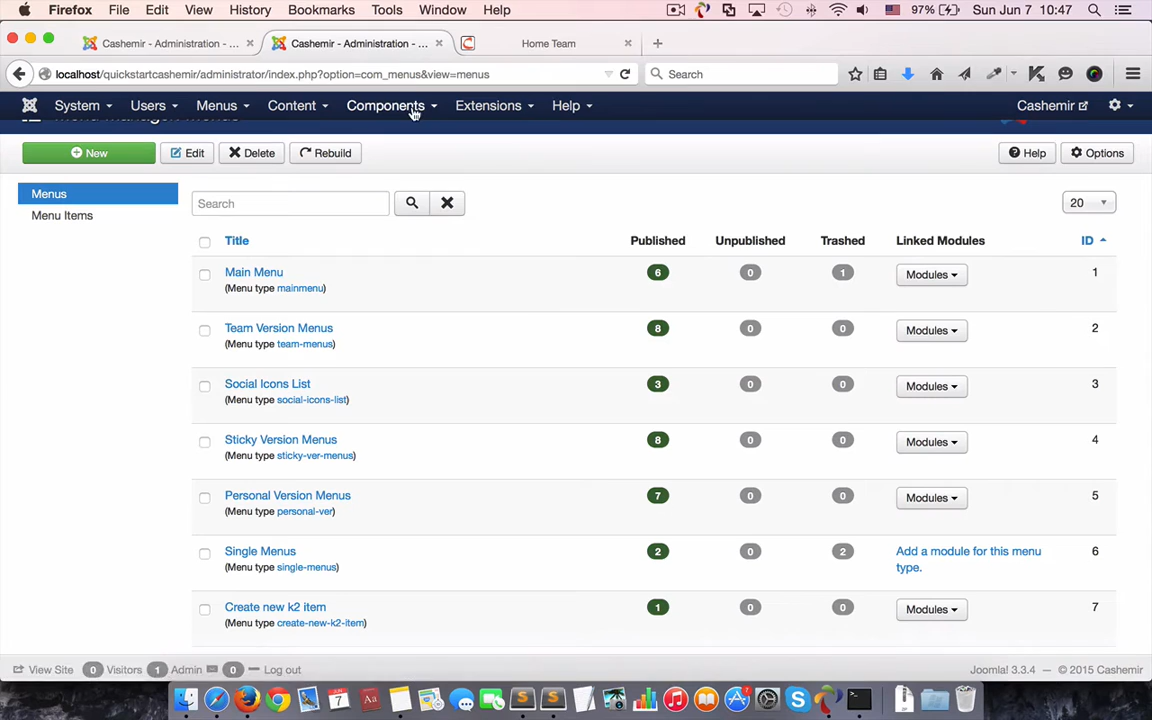 Firefox File Edit View History Bookmarks Tools Window Help 97% Sun Jun 7 10:47
Cashemir - Administration - ... × Cashemir - Administration - ... × Home Team ×
localhost/quickstartcashemir/administrator/index.php?option=com_menus&view=menus Search
System Users Menus Content Components Extensions Help Cashemir
New Edit Delete Rebuild Help Options
Menus
Menu Items
Search 20
Title Published Unpublished Trashed Linked Modules ID
Main Menu 6 0 1 Modules 1
(Menu type mainmenu)
Team Version Menus 8 0 0 Modules 2
(Menu type team-menus)
Social Icons List 3 0 0 Modules 3
(Menu type social-icons-list)
Sticky Version Menus 8 0 0 Modules 4
(Menu type sticky-ver-menus)
Personal Version Menus 7 0 0 Modules 5
(Menu type personal-ver)
Single Menus 2 0 2 Add a module for this menu type. 6
(Menu type single-menus)
Create new k2 item 1 0 0 Modules 7
(Menu type create-new-k2-item)
View Site 0 Visitors 1 Admin 0 Log out Joomla! 3.3.4 — © 2015 Cashemir